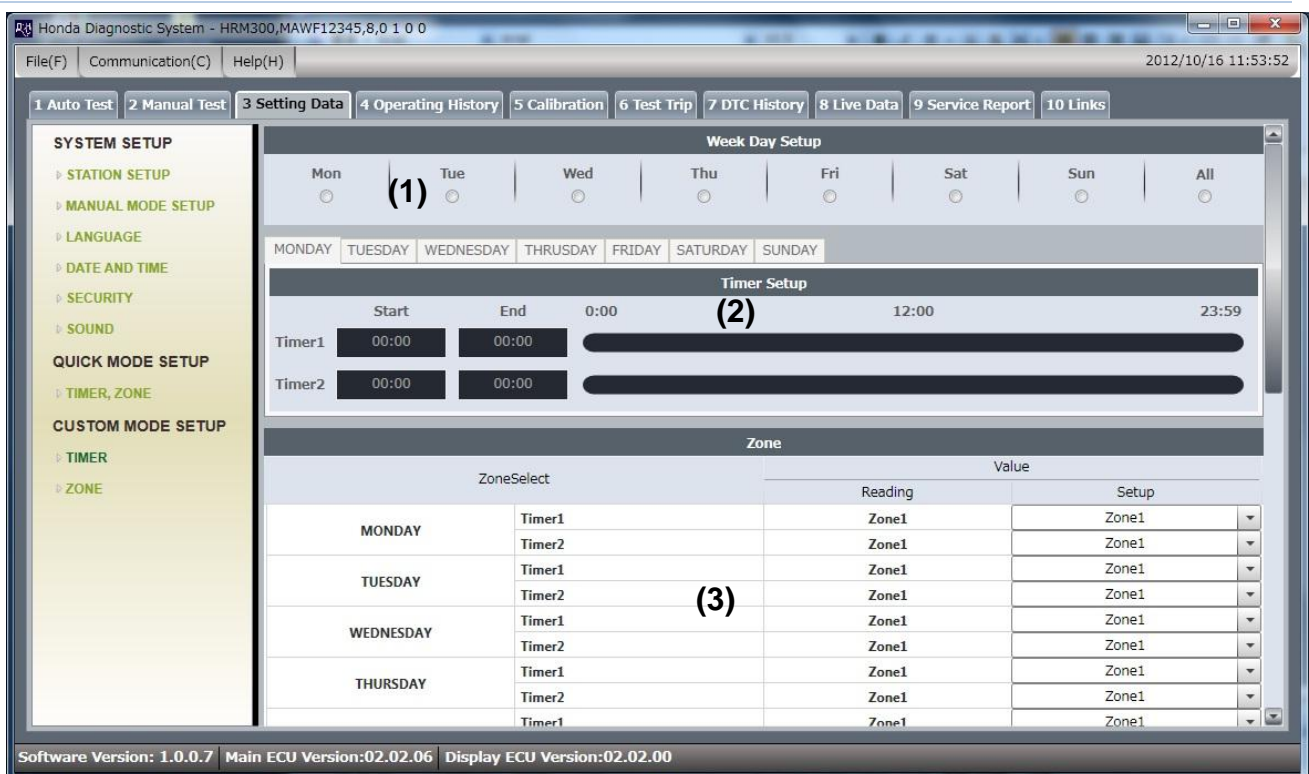 Honda Diagnostic System - HRM300,MAWF12345,8,0 1 0 0
File(F) Communication(C) Help(H) 2012/10/16 11:53:52
1 Auto Test 2 Manual Test 3 Setting Data 4 Operating History 5 Calibration 6 Test Trip 7 DTC History 8 Live Data 9 Service Report 10 Links
SYSTEM SETUP
STATION SETUP
MANUAL MODE SETUP
LANGUAGE
DATE AND TIME
SECURITY
SOUND
QUICK MODE SETUP
TIMER, ZONE
CUSTOM MODE SETUP
TIMER
ZONE
Week Day Setup
Mon Tue Wed Thu Fri Sat Sun All
(1)
MONDAY TUESDAY WEDNESDAY THRUSDAY FRIDAY SATURDAY SUNDAY
Timer Setup
Start End 0:00 (2) 12:00 23:59
Timer1 00:00 00:00
Timer2 00:00 00:00
Zone
ZoneSelect Value
Reading Setup
MONDAY Timer1 Zone1 Zone1
Timer2 Zone1 Zone1
TUESDAY Timer1 Zone1 Zone1
Timer2 Zone1 Zone1
(3)
WEDNESDAY Timer1 Zone1 Zone1
Timer2 Zone1 Zone1
THURSDAY Timer1 Zone1 Zone1
Timer2 Zone1 Zone1
Timer1 Zone1 Zone1
Software Version: 1.0.0.7 Main ECU Version:02.02.06 Display ECU Version:02.02.00